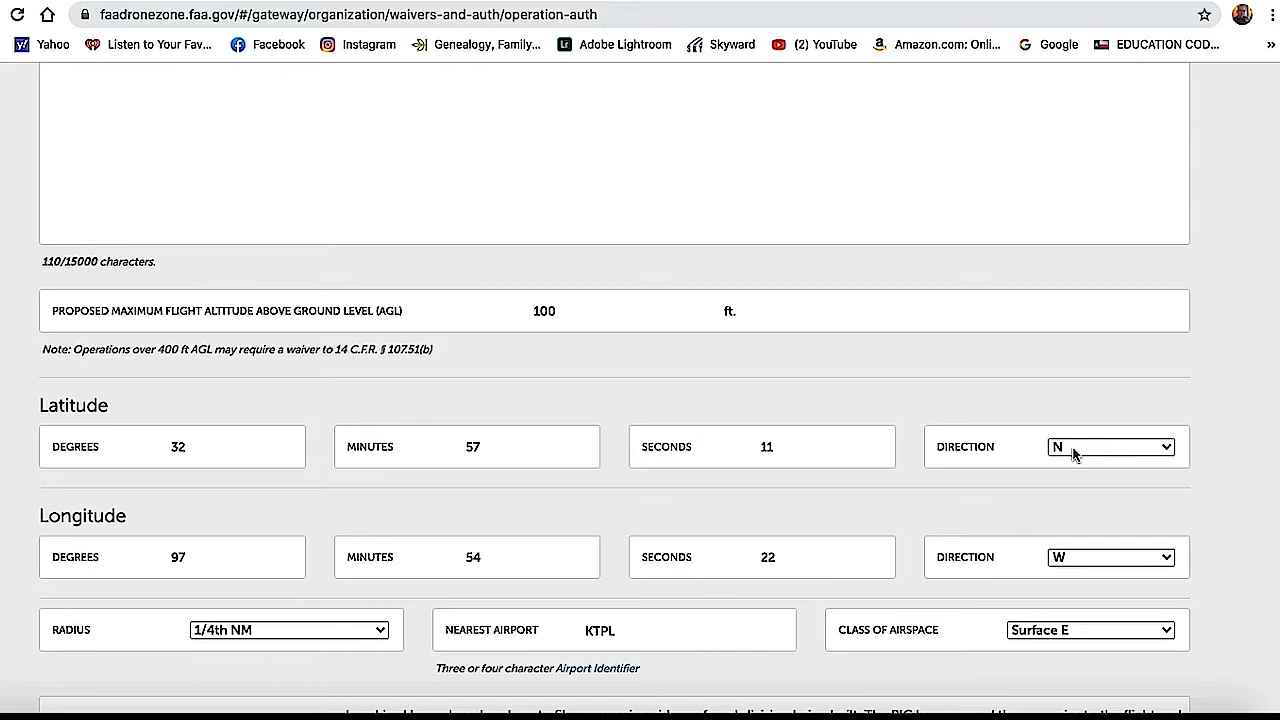 faadronezone.faa.gov/#/gateway/organization/waivers-and-auth/operation-auth
Yahoo Listen to Your Fav... Facebook Instagram Genealogy, Family... Adobe Lightroom Skyward (2) YouTube Amazon.com: Onli... Google EDUCATION COD... »
110/15000 characters.
PROPOSED MAXIMUM FLIGHT ALTITUDE ABOVE GROUND LEVEL (AGL) 100 ft.
Note: Operations over 400 ft AGL may require a waiver to 14 C.F.R. § 107.51(b)
Latitude
DEGREES 32 MINUTES 57 SECONDS 11 DIRECTION N
Longitude
DEGREES 97 MINUTES 54 SECONDS 22 DIRECTION W
RADIUS 1/4th NM NEAREST AIRPORT KTPL CLASS OF AIRSPACE Surface E
Three or four character Airport Identifier